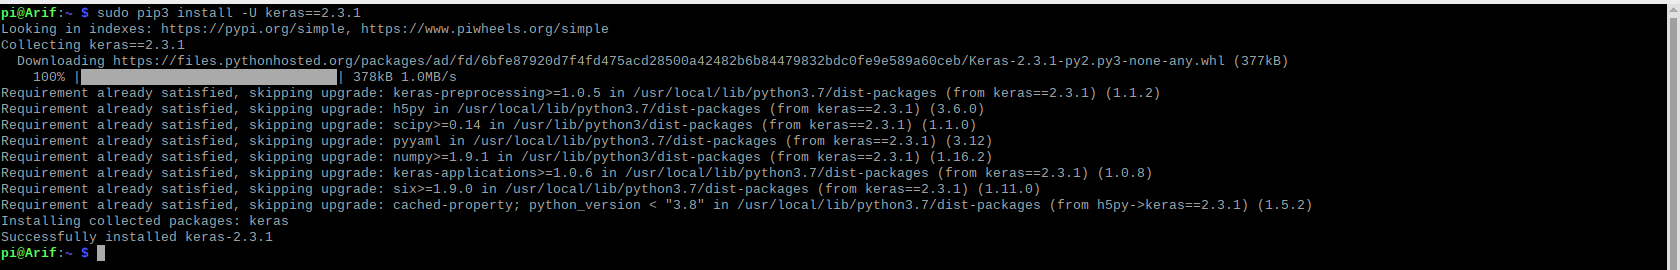 pi@Arif:~ $ sudo pip3 install -U keras==2.3.1
Looking in indexes: https://pypi.org/simple, https://www.piwheels.org/simple
Collecting keras==2.3.1
  Downloading https://files.pythonhosted.org/packages/ad/fd/6bfe87920d7f4fd475acd28500a42482b6b84479832bdc0fe9e589a60ceb/Keras-2.3.1-py2.py3-none-any.whl (377kB)
    100% |████████████████████████████████| 378kB 1.0MB/s
Requirement already satisfied, skipping upgrade: keras-preprocessing>=1.0.5 in /usr/local/lib/python3.7/dist-packages (from keras==2.3.1) (1.1.2)
Requirement already satisfied, skipping upgrade: h5py in /usr/local/lib/python3.7/dist-packages (from keras==2.3.1) (3.6.0)
Requirement already satisfied, skipping upgrade: scipy>=0.14 in /usr/lib/python3/dist-packages (from keras==2.3.1) (1.1.0)
Requirement already satisfied, skipping upgrade: pyyaml in /usr/local/lib/python3.7/dist-packages (from keras==2.3.1) (3.12)
Requirement already satisfied, skipping upgrade: numpy>=1.9.1 in /usr/lib/python3/dist-packages (from keras==2.3.1) (1.16.2)
Requirement already satisfied, skipping upgrade: keras-applications>=1.0.6 in /usr/local/lib/python3.7/dist-packages (from keras==2.3.1) (1.0.8)
Requirement already satisfied, skipping upgrade: six>=1.9.0 in /usr/local/lib/python3.7/dist-packages (from keras==2.3.1) (1.11.0)
Requirement already satisfied, skipping upgrade: cached-property; python_version < "3.8" in /usr/local/lib/python3.7/dist-packages (from h5py->keras==2.3.1) (1.5.2)
Installing collected packages: keras
Successfully installed keras-2.3.1
pi@Arif:~ $